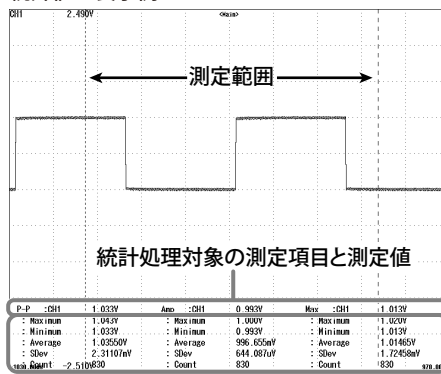 CH1 2.490V <Main>
測定範囲
統計処理対象の測定項目と測定値
P-P :CH1 1.033V Amp :CH1 0.993V Max :CH1 1.013V
: Maximum 1.043V : Maximum 1.000V : Maximum 1.020V
: Minimum 1.033V : Minimum 0.993V : Minimum 1.013V
: Average 1.03550V : Average 996.655mV : Average 1.01465V
: SDev 2.31107mV : SDev 644.087uV : SDev 1.72458mV
: Count -2.510V 830 : Count 830 : Count 830